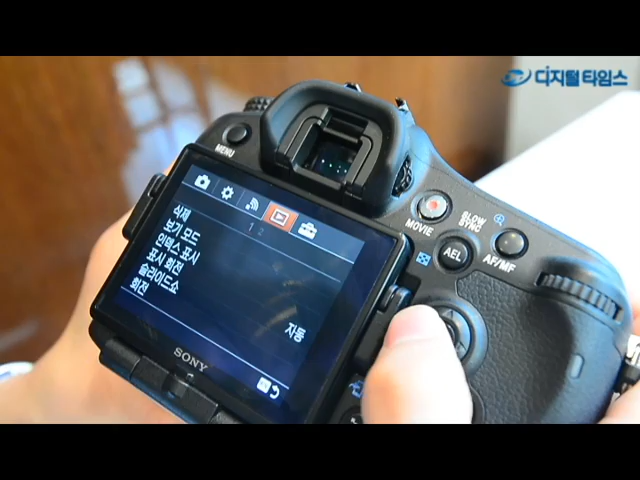 디지털타임스
MENU
1 2
삭제
보기 모드
인덱스 표시
표시 회전
슬라이드쇼
회전
자동
SONY
MOVIE
SLOW
SYNC
AEL
AF/MF